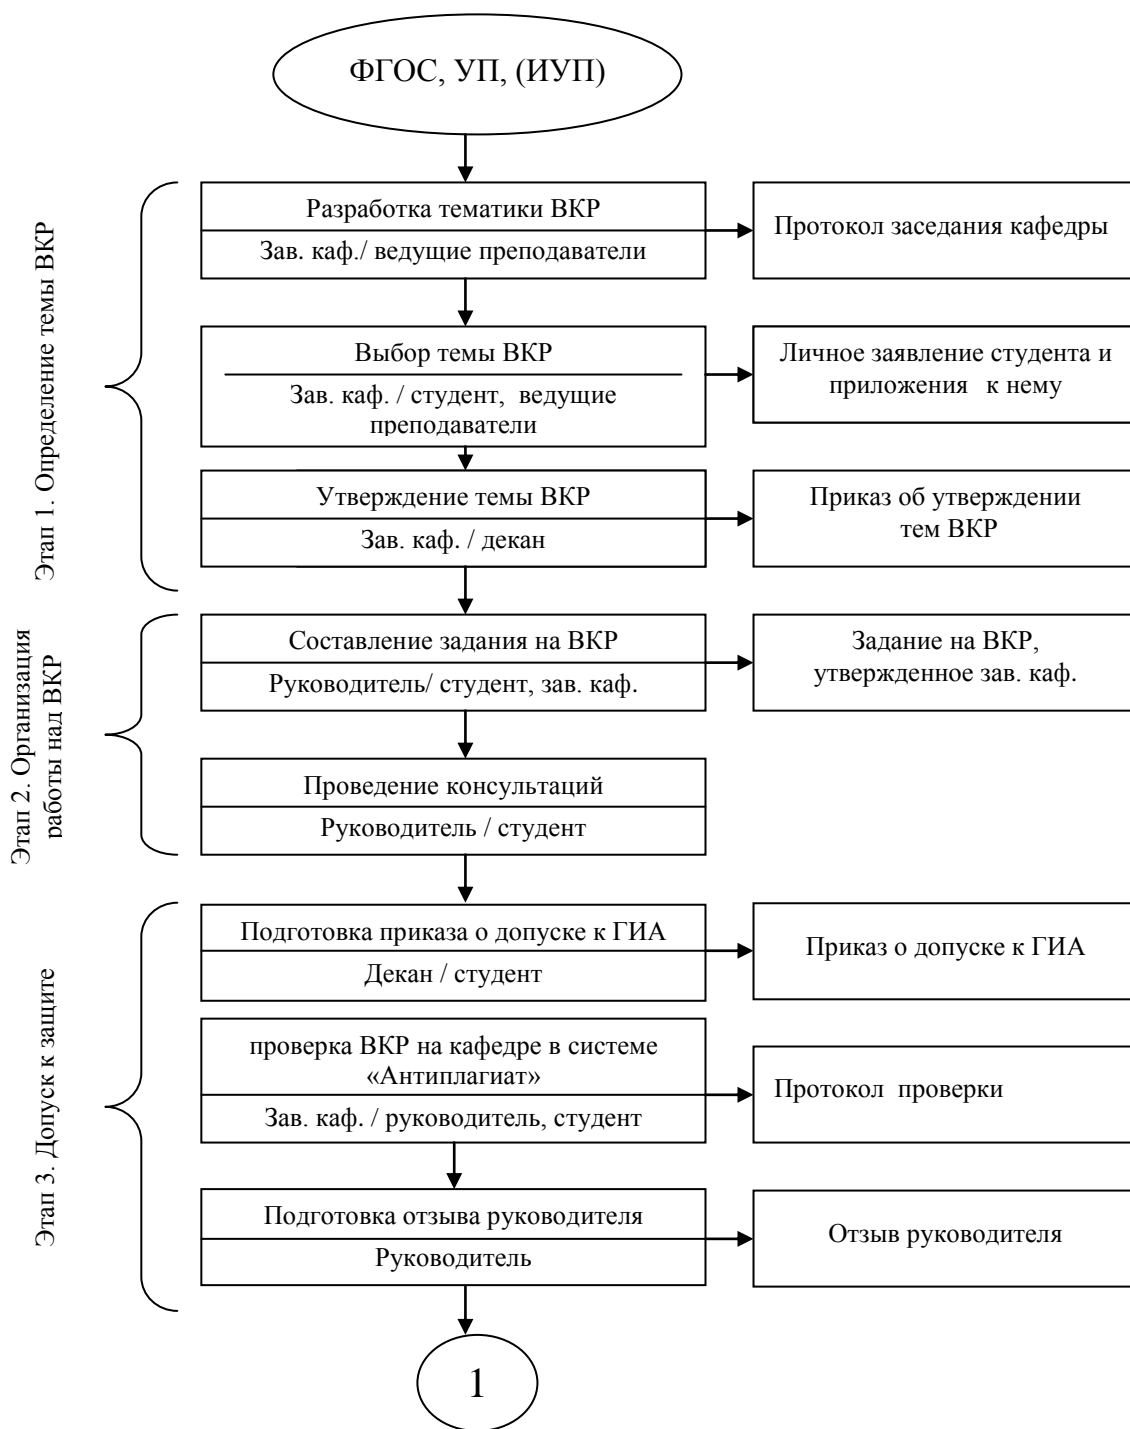 ФГОС, УП, (ИУП)
Этап 1. Определение темы ВКР
Разработка тематики ВКР
Зав. каф./ ведущие преподаватели
Протокол заседания кафедры
Выбор темы ВКР
Зав. каф. / студент, ведущие
преподаватели
Личное заявление студента и
приложения к нему
Утверждение темы ВКР
Зав. каф. / декан
Приказ об утверждении
тем ВКР
Этап 2. Организация
работы над ВКР
Составление задания на ВКР
Руководитель/ студент, зав. каф.
Задание на ВКР,
утвержденное зав. каф.
Проведение консультаций
Руководитель / студент
Этап 3. Допуск к защите
Подготовка приказа о допуске к ГИА
Декан / студент
Приказ о допуске к ГИА
проверка ВКР на кафедре в системе
«Антиплагиат»
Зав. каф. / руководитель, студент
Протокол проверки
Подготовка отзыва руководителя
Руководитель
Отзыв руководителя
1